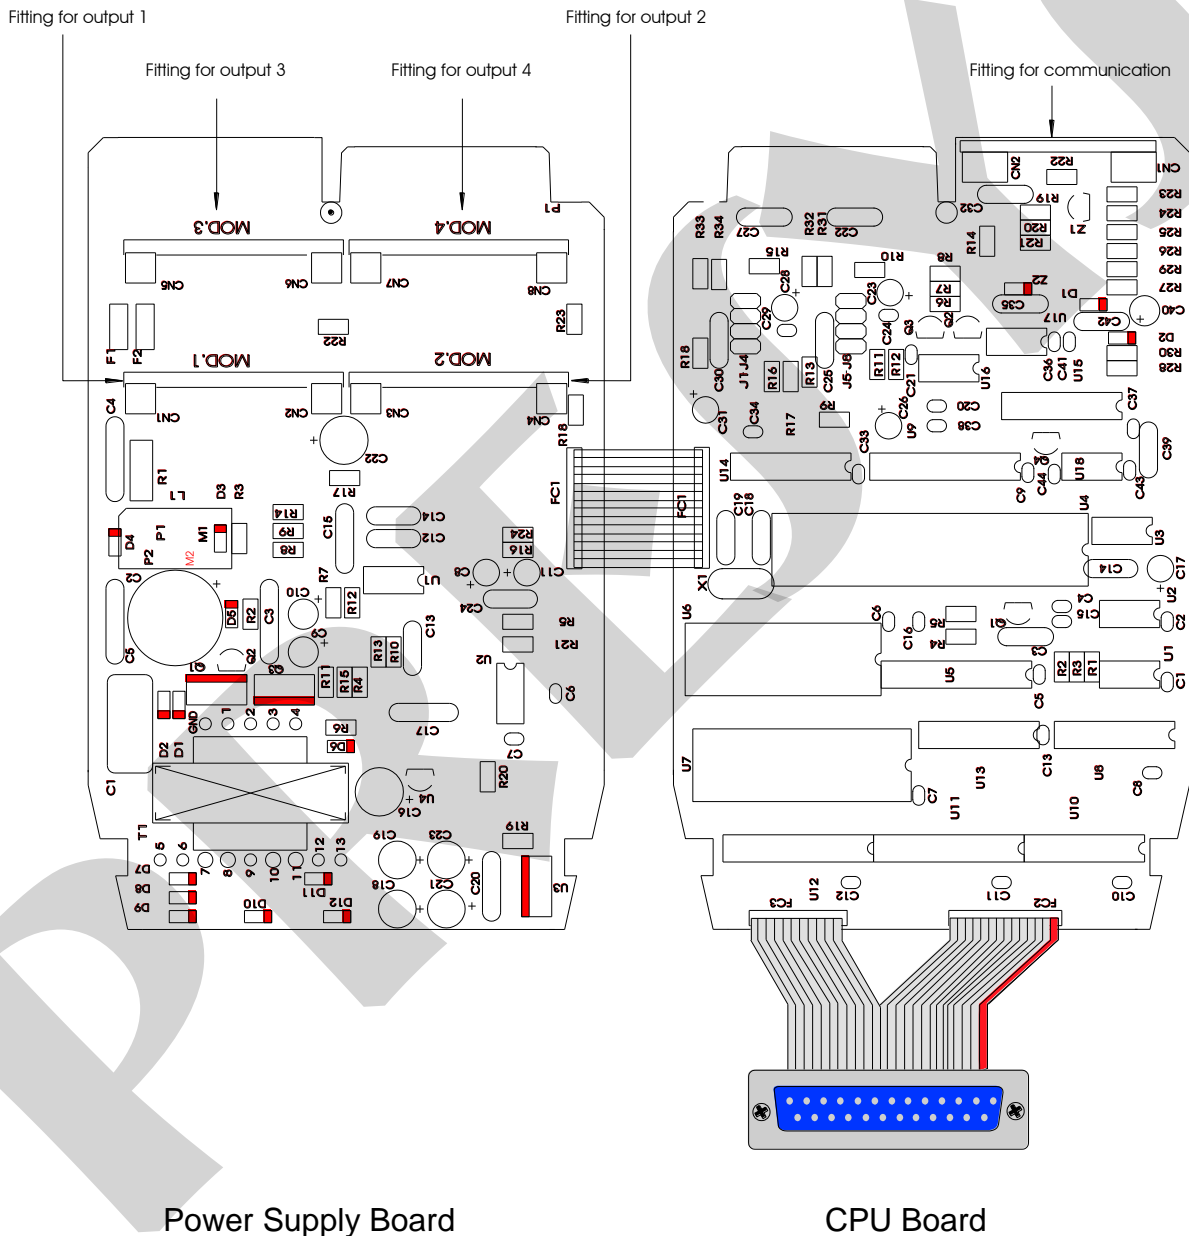 Fitting for output 1
Fitting for output 2
Fitting for output 3
Fitting for output 4
Fitting for communication
P1
MOD.3
MOD.4
CN5
CN6
CN7
CN8
F1
F2
R22
R23
MOD.1
MOD.2
CN1
CN2
CN3
CN4
C4
R18
C22
R1
R17
L1
D3
R3
R14
R9
R8
C15
C14
C12
D4
P1
P2
M2
M1
R24
R16
C2
C10
R7
R12
U1
C8
C11
C24
D5
R2
C3
C9
C13
R5
R21
C5
Q1
Q2
Q3
R13
R10
U2
R11
R15
R4
C6
GND
1
2
3
4
R6
D6
C17
C7
D2
D1
C1
U4
C16
R20
T1
C19
C23
R19
5
6
7
8
9
10
11
12
13
D7
D8
D9
D10
D11
D12
C18
C21
C20
U3
FC1
FC1
CN2
R22
CN1
R33
R34
C27
R32
R31
C22
C32
R19
R20
R21
Z1
R23
R24
R25
R26
R29
R27
R14
R15
C28
R10
C23
R8
R7
R6
Z2
C35
D1
C42
C40
U17
C29
C24
Q3
Q2
D2
R30
R28
R18
C30
J1-J4
R16
R13
C25
J5-J8
R11
R12
C21
U16
C36
C41
U15
C31
C34
R17
R9
C26
U9
C20
C38
C37
U14
C33
C9
C44
Q4
U18
C43
C39
C19
C18
U4
U3
X1
C14
C17
U6
C6
C16
R5
R4
Q1
C3
C4
C15
U2
C2
U5
C5
R2
R3
R1
U1
C1
U7
C7
U11
U13
C13
U10
U8
C8
U12
C12
C11
C10
FC3
FC2
PRESYS
Power Supply Board
CPU Board